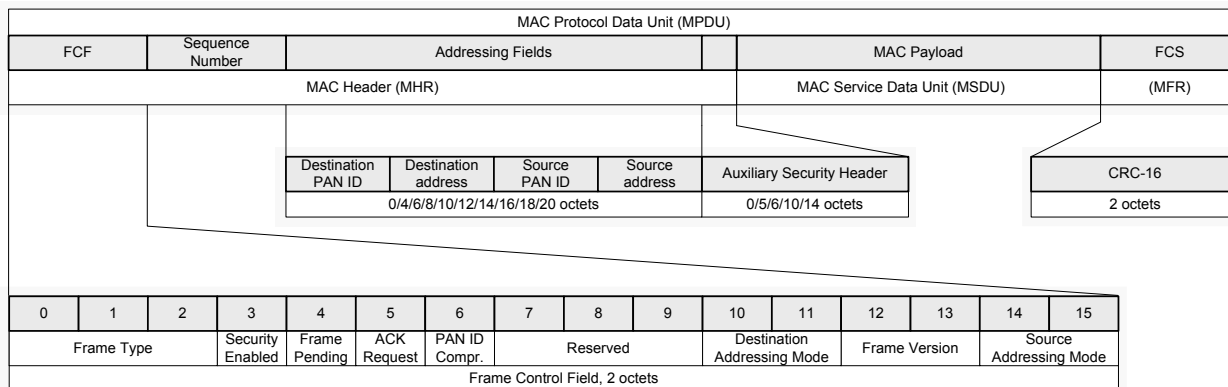 MAC Protocol Data Unit (MPDU)
FCF
Sequence
Number
Addressing Fields
MAC Payload
FCS
MAC Header (MHR)
MAC Service Data Unit (MSDU)
(MFR)
Destination
PAN ID
Destination
address
Source
PAN ID
Source
address
Auxiliary Security Header
CRC-16
0/4/6/8/10/12/14/16/18/20 octets
0/5/6/10/14 octets
2 octets
0 1 2 3 4 5 6 7 8 9 10 11 12 13 14 15
Frame Type
Security
Enabled
Frame
Pending
ACK
Request
PAN ID
Compr.
Reserved
Destination
Addressing Mode
Frame Version
Source
Addressing Mode
Frame Control Field, 2 octets